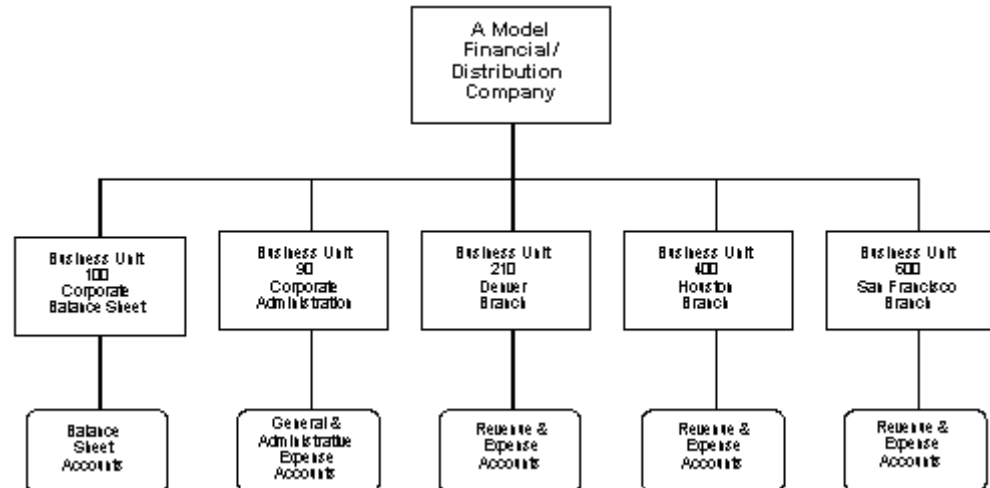 A Model
Financial/
Distribution
Company
Business Unit
100
Corporate
Balance Sheet
Business Unit
90
Corporate
Administration
Business Unit
210
Denver
Branch
Business Unit
400
Houston
Branch
Business Unit
600
San Francisco
Branch
Balance
Sheet
Accounts
General &
Administrative
Expense
Accounts
Revenue &
Expense
Accounts
Revenue &
Expense
Accounts
Revenue &
Expense
Accounts